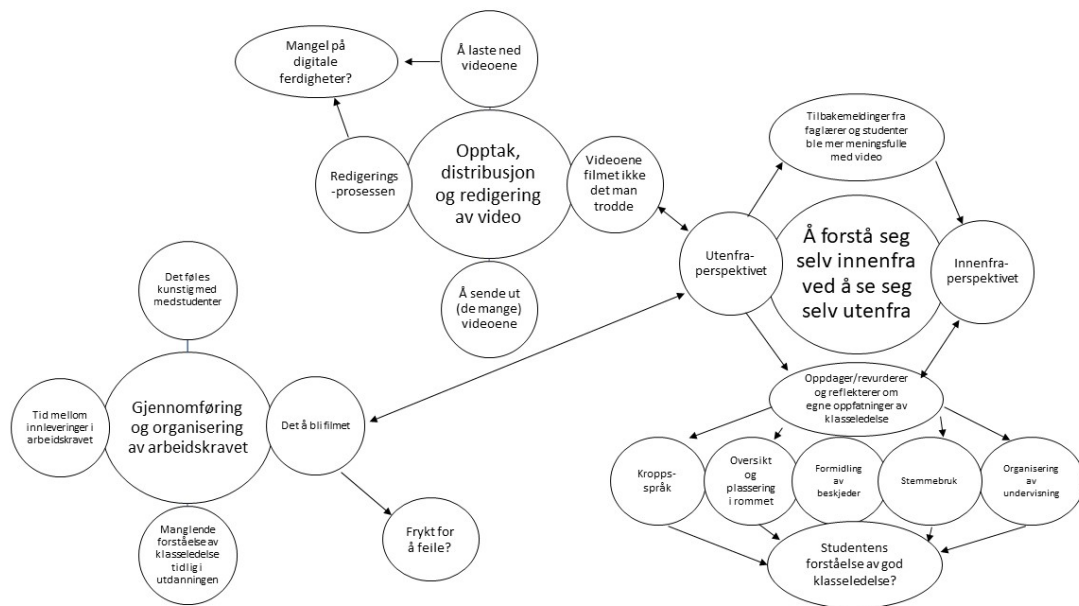 Mangel på
digitale
ferdigheter?
Å laste ned
videoene
Redigerings
-prosessen
Opptak,
distribusjon
og redigering
av video
Videoene
filmet ikke
det man
trodde
Å sende ut
(de mange)
videoene
Tilbakemeldinger fra
faglærer og studenter
ble mer meningsfulle
med video
Utenfra-
perspektivet
Å forstå seg
selv innenfra
ved å se seg
selv utenfra
Innenfra-
perspektivet
Oppdager/revurderer
og reflekterer om
egne oppfatninger av
klasseledelse
Kropps-
språk
Oversikt
og
plassering
i rommet
Formidling
av
beskjeder
Stemmebruk
Organisering
av
undervisning
Studentens
forståelse av god
klasseledelse?
Det føles
kunstig med
medstudenter
Tid mellom
innleveringer i
arbeidskravet
Gjennomføring
og organisering
av arbeidskravet
Det å bli filmet
Manglende
forståelse av
klasseledelse
tidlig i
utdanningen
Frykt for
å feile?